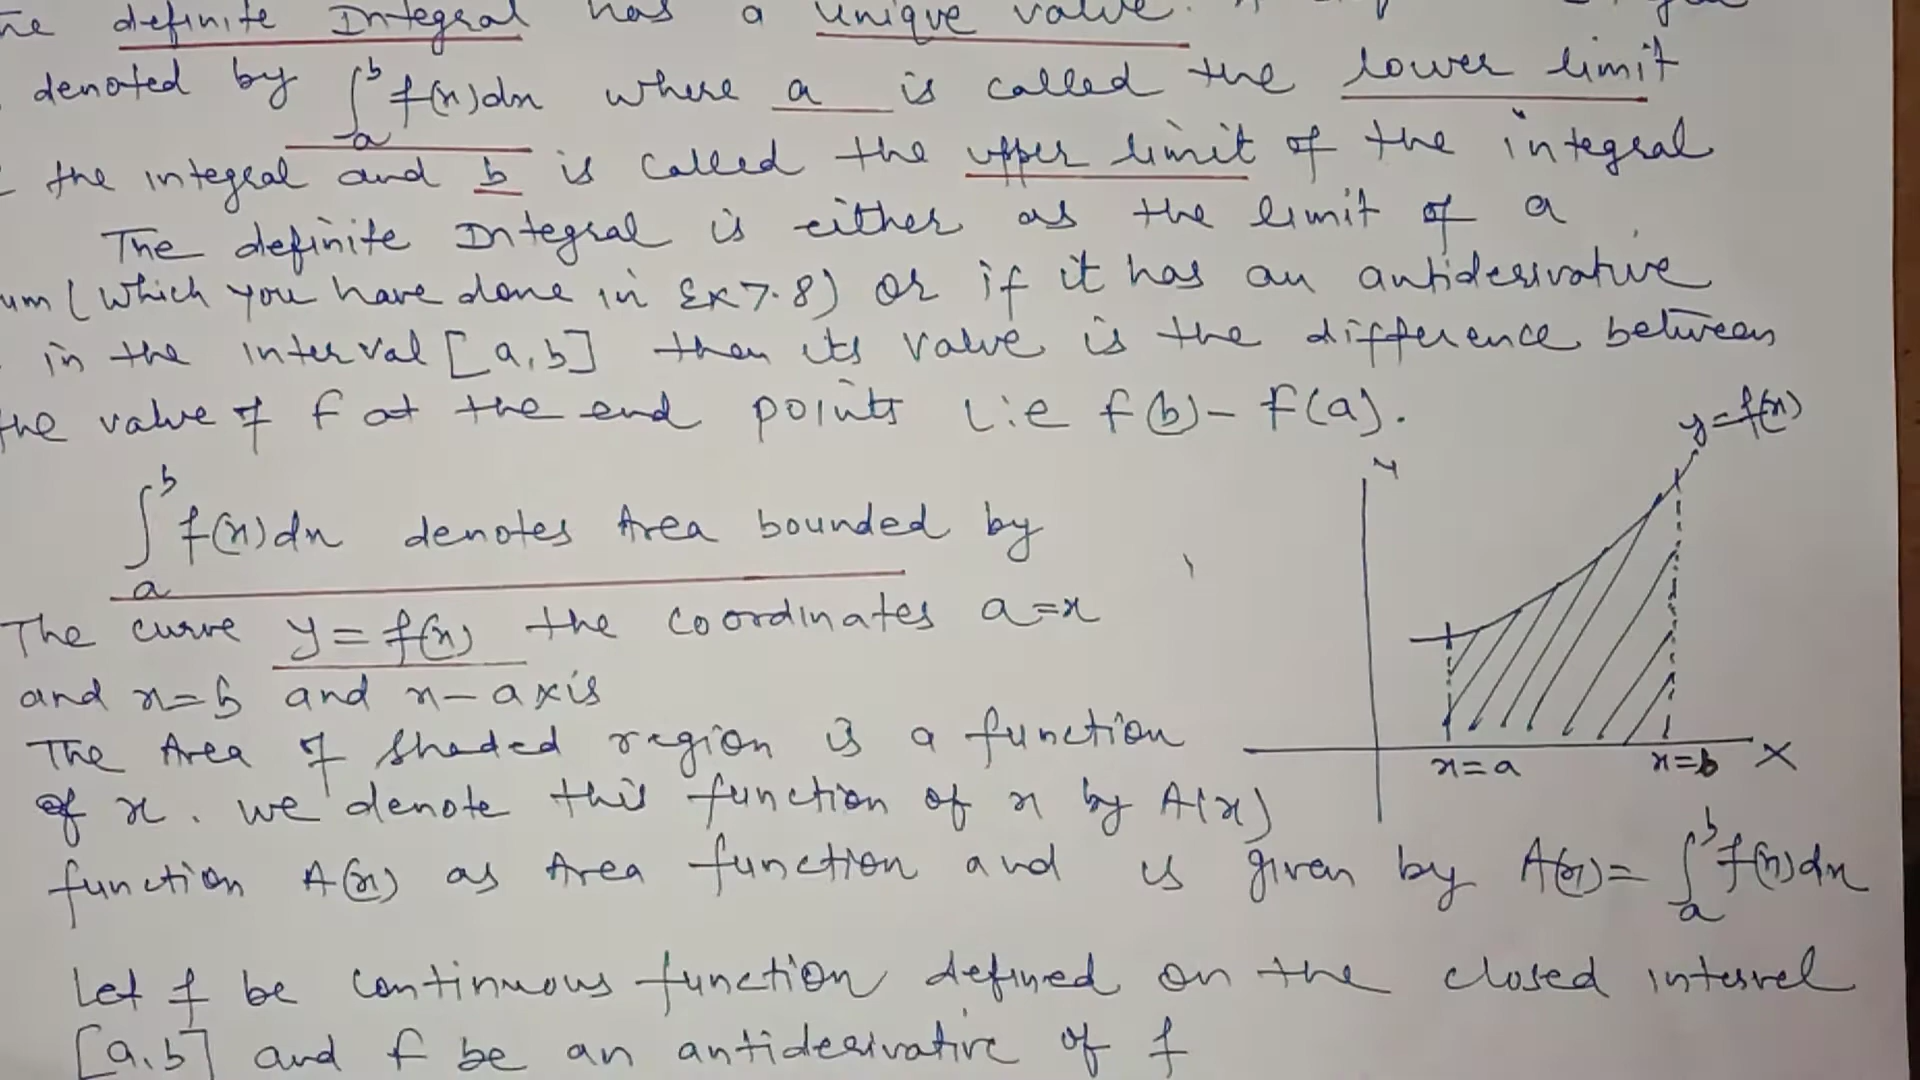 definite Integral has a unique value.
denoted by ∫ₐᵇ f(x)dx where a is called the lower limit
the integral and b is called the upper limit of the integral
The definite Integral is either as the limit of a
um (which you have done in Ex 7.8) or if it has an antiderivative
in the interval [a,b] then its value is the difference between
the value of F at the end points i.e F(b) - F(a).
y=f(x)
Y
∫ₐᵇ f(x)dx denotes Area bounded by
The curve y=f(x) the coordinates a=x
and x=b and x-axis
The Area of shaded region is a function
x=a x=b X
of x. we denote this function of x by A(x)
function A(x) as Area function and is given by A(x)= ∫ₐᵇ f(x)dx
Let f be continuous function defined on the closed intervel
[a,b] and F be an antiderivative of f